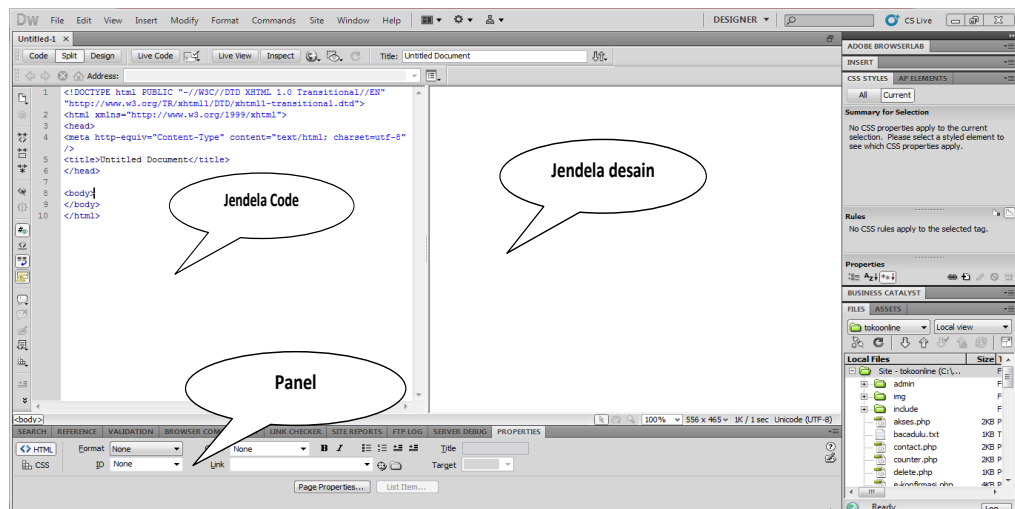 DW File Edit View Insert Modify Format Commands Site Window Help DESIGNER CS Live
Untitled-1
Code Split Design Live Code Live View Inspect Title: Untitled Document
Address:
1 <!DOCTYPE html PUBLIC "-//W3C//DTD XHTML 1.0 Transitional//EN"
"http://www.w3.org/TR/xhtml1/DTD/xhtml1-transitional.dtd">
2 <html xmlns="http://www.w3.org/1999/xhtml">
3 <head>
4 <meta http-equiv="Content-Type" content="text/html; charset=utf-8"
/>
5 <title>Untitled Document</title>
6 </head>
7
8 <body>
9 </body>
10 </html>
Jendela Code
Jendela desain
Panel
<body> 100% 556 x 465 1K / 1 sec Unicode (UTF-8)
SEARCH REFERENCE VALIDATION BROWSER LINK CHECKER SITE REPORTS FTP LOG SERVER DEBUG PROPERTIES
HTML Format None None B I Title
CSS ID None Link Target
Page Properties... List Item...
ADOBE BROWSERLAB
INSERT
CSS STYLES AP ELEMENTS
All Current
Summary for Selection
No CSS properties apply to the current
selection. Please select a styled element to
see which CSS properties apply.
Rules
No CSS rules apply to the selected
tag.
Properties
BUSINESS CATALYST
FILES ASSETS
tokoonline Local view
Local Files Size T
Site - tokoonline (C:\,... F
admin F
img F
include F
akses.php 2KB P
bacadulu.txt 1KB T
contact.php 2KB P
counter.php 2KB P
delete.php 1KB P
e-konfirmasi.php 4KB P
Ready Log...